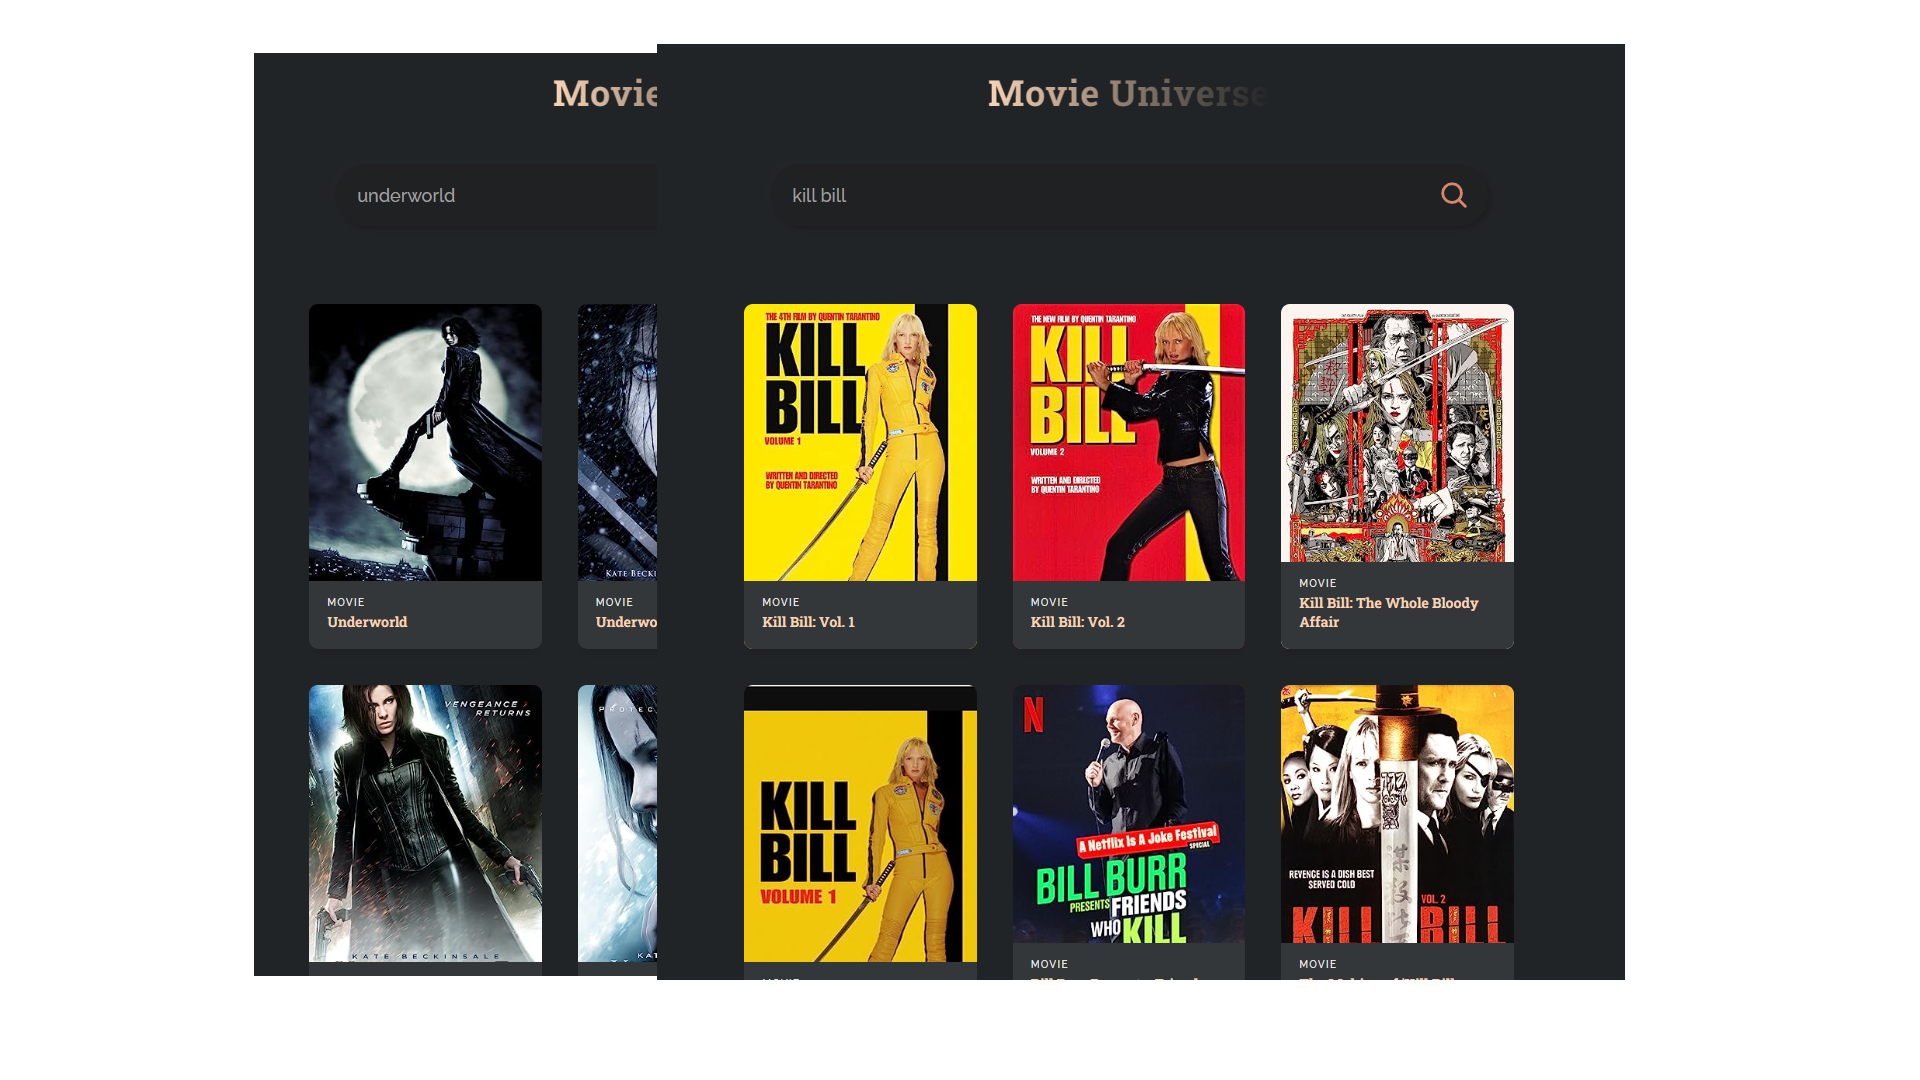 Movie
underworld
MOVIE
Underworld
KATE BECKI
MOVIE
Underwo
VENGEANCE
RETURNS
KATE BECKINSALE
PROTEC
KAT
Movie Universe
kill bill
THE 4TH FILM BY QUENTIN TARANTINO
KILL
BILL
VOLUME 1
WRITTEN AND DIRECTED
BY QUENTIN TARANTINO
MOVIE
Kill Bill: Vol. 1
THE NEW FILM BY QUENTIN TARANTINO
KILL
BILL
VOLUME 2
WRITTEN AND DIRECTED
BY QUENTIN TARANTINO
MOVIE
Kill Bill: Vol. 2
MOVIE
Kill Bill: The Whole Bloody
Affair
KILL
BILL
VOLUME 1
MOVIE
N
A Netflix Is A Joke Festival
SPECIAL
BILL BURR
PRESENTS FRIENDS
WHO KILL
MOVIE
REVENGE IS A DISH BEST
SERVED COLD
VOL. 2
KILL BILL
MOVIE